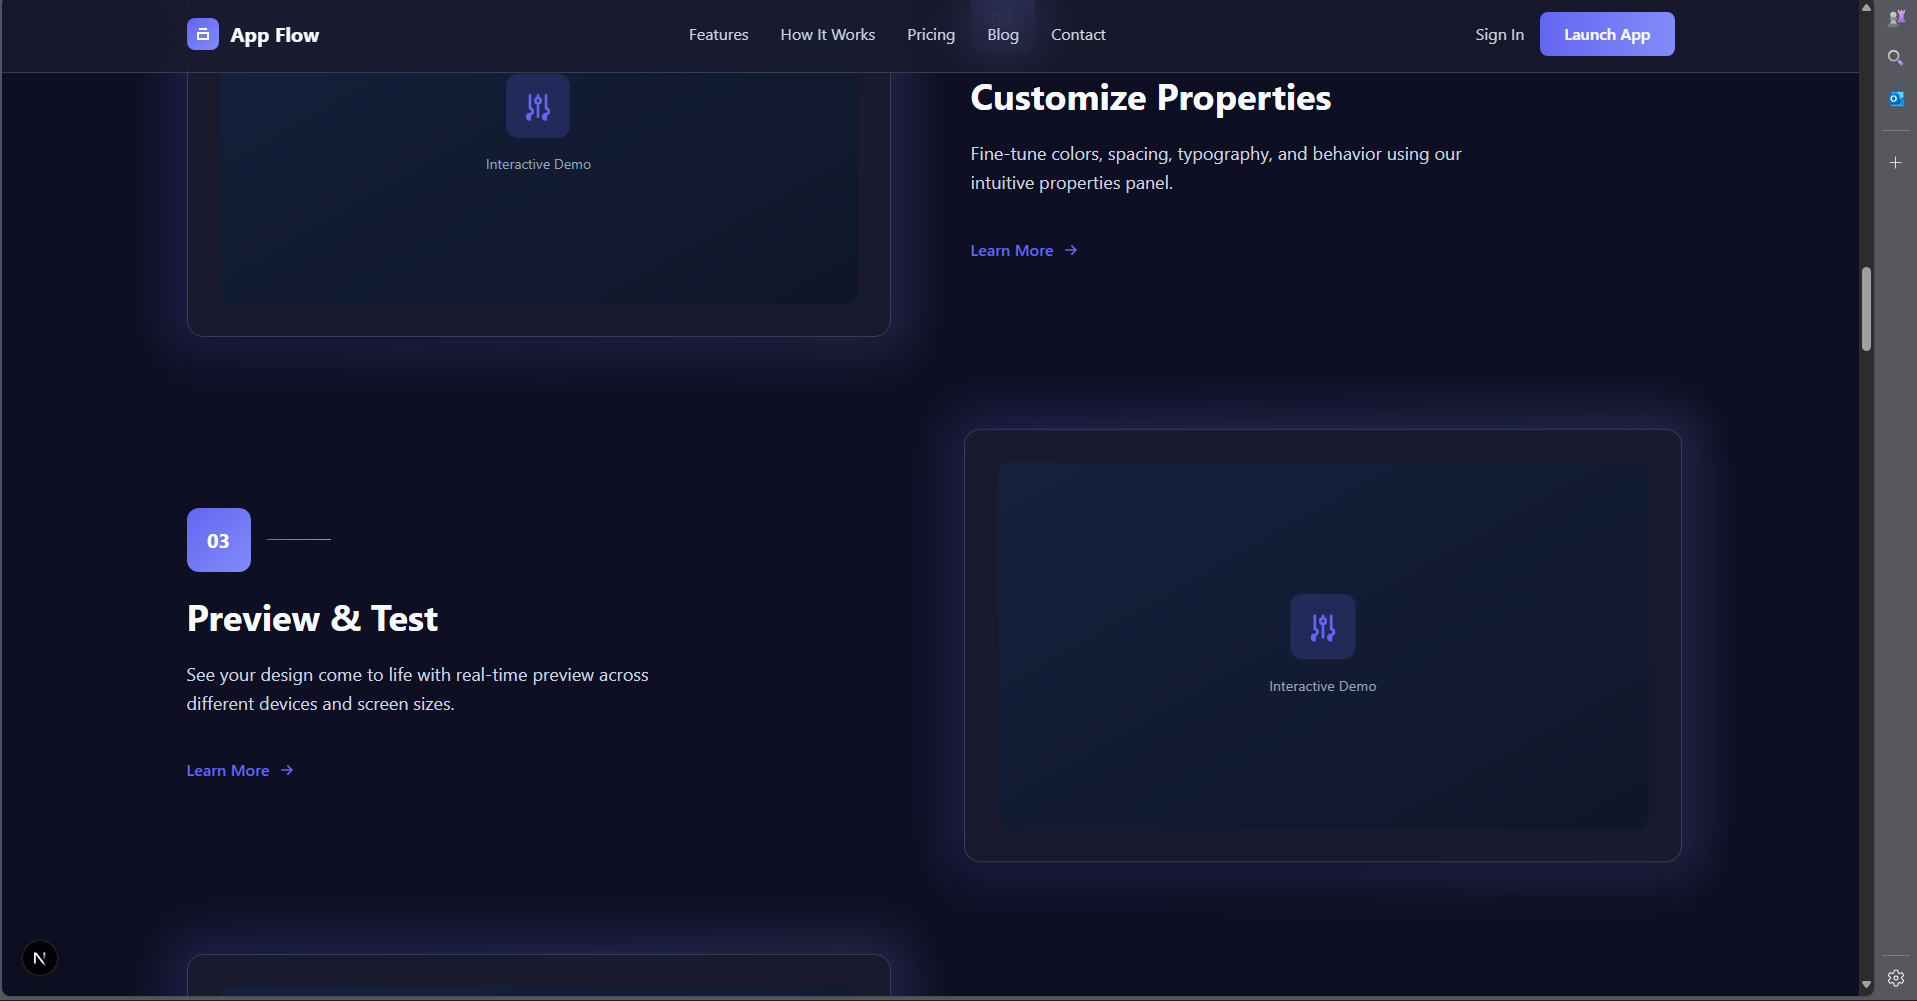 App Flow
Features
How It Works
Pricing
Blog
Contact
Sign In
Launch App
Interactive Demo
Customize Properties
Fine-tune colors, spacing, typography, and behavior using our
intuitive properties panel.
Learn More →
03
Preview & Test
See your design come to life with real-time preview across
different devices and screen sizes.
Learn More →
Interactive Demo
N